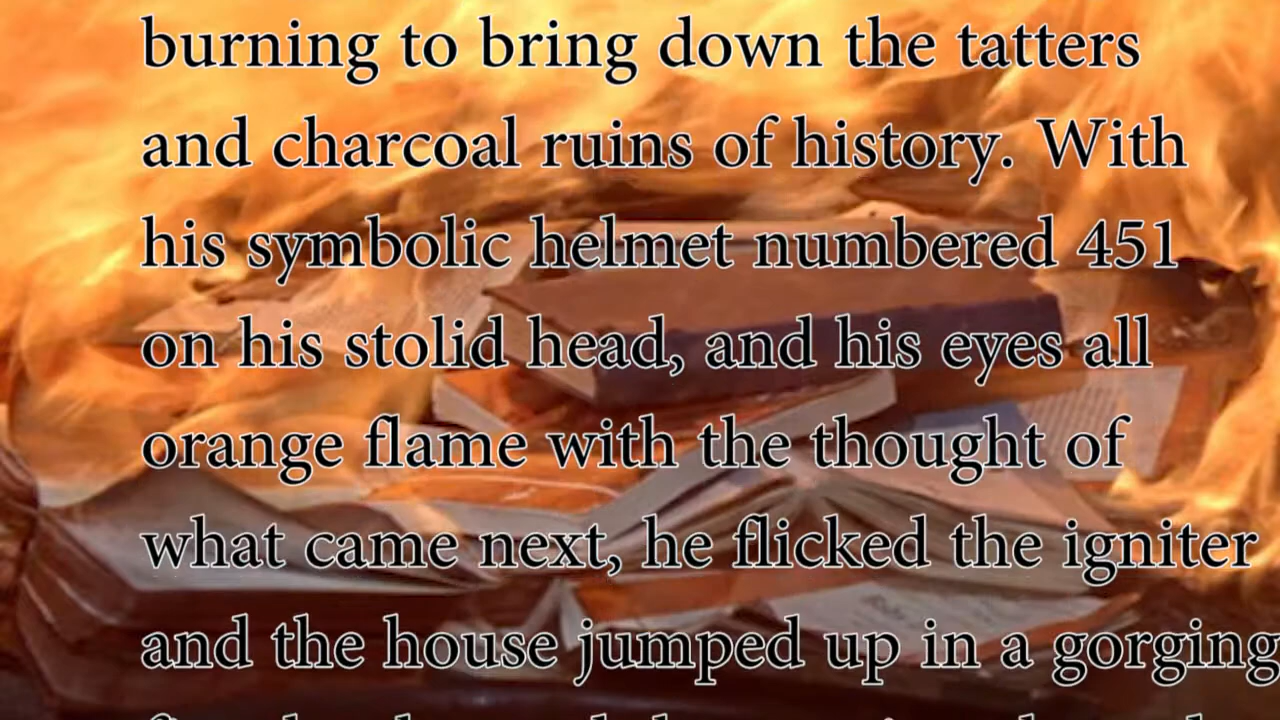 burning to bring down the tatters
and charcoal ruins of history. With
his symbolic helmet numbered 451
on his stolid head, and his eyes all
orange flame with the thought of
what came next, he flicked the igniter
and the house jumped up in a gorging